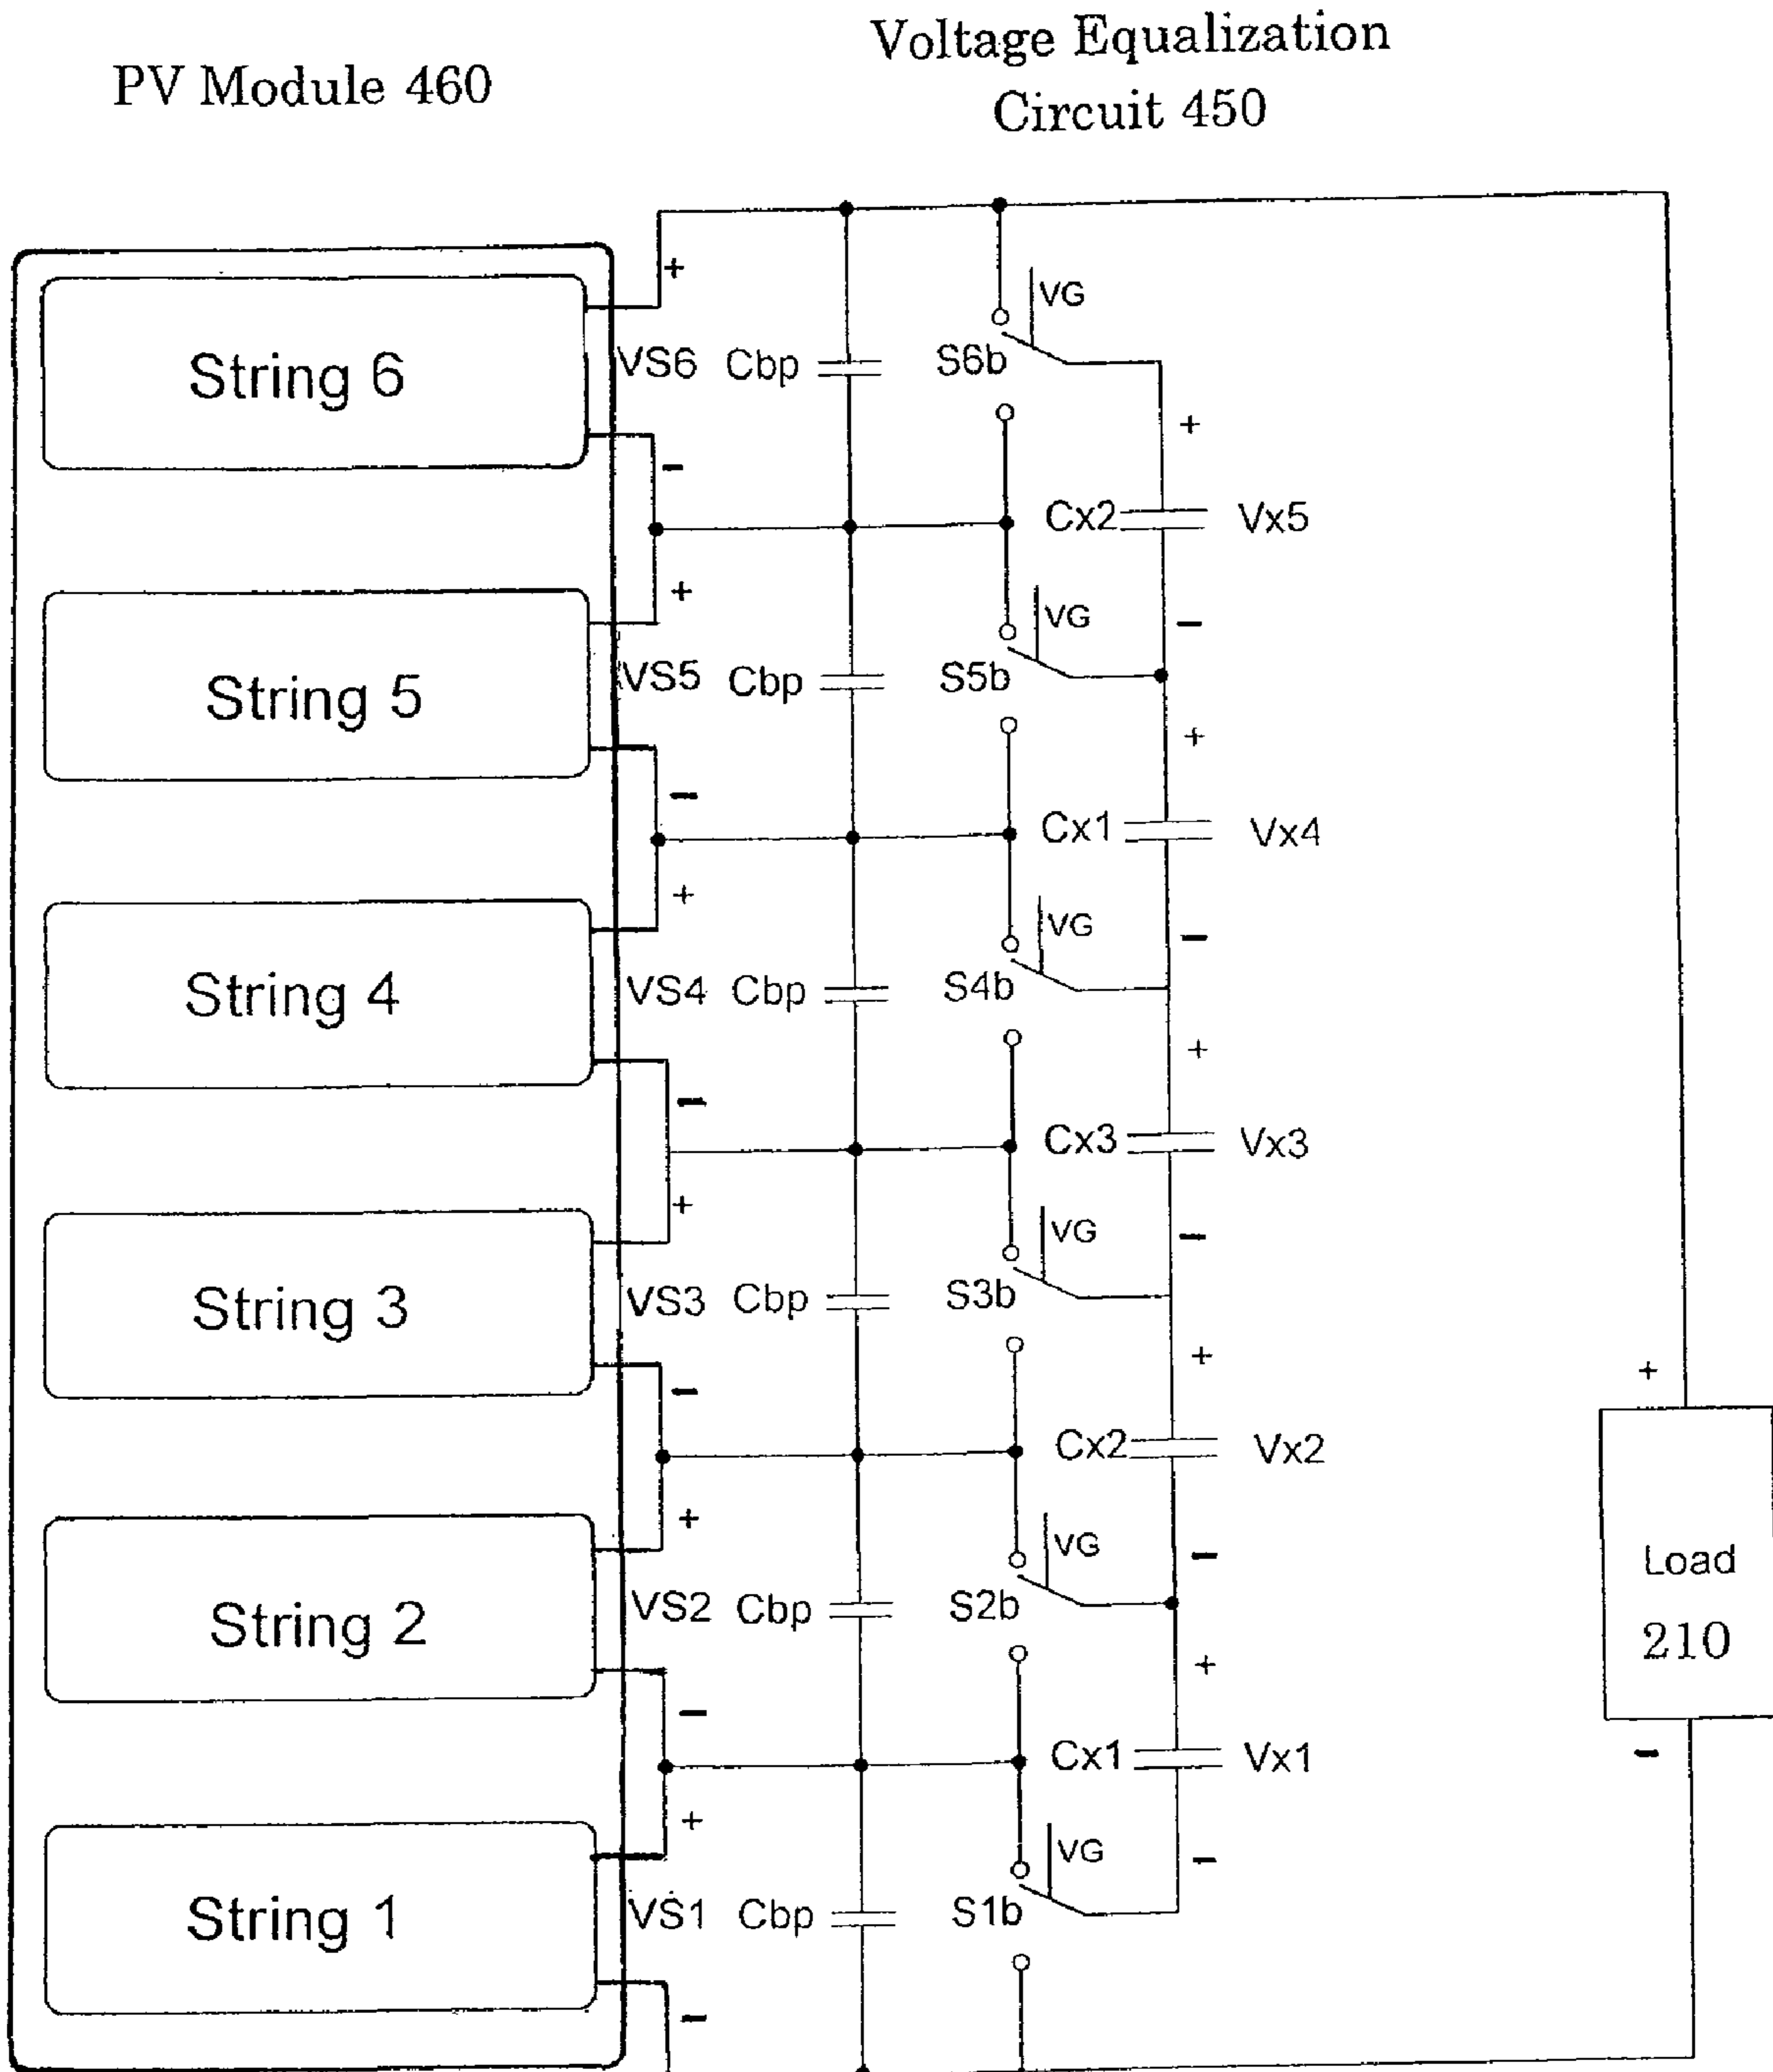 PV Module 460
Voltage Equalization
Circuit 450
+
VG
String 6
VS6 Cbp
S6b
+
-
Cx2
Vx5
+
VG
-
String 5
VS5 Cbp
S5b
+
-
Cx1
Vx4
+
VG
-
String 4
VS4 Cbp
S4b
+
-
Cx3
Vx3
+
VG
-
String 3
VS3 Cbp
S3b
+
+
-
Cx2
Vx2
+
VG
-
Load
210
String 2
VS2 Cbp
S2b
+
-
Cx1
Vx1
-
+
VG
-
String 1
VS1 Cbp
S1b
-